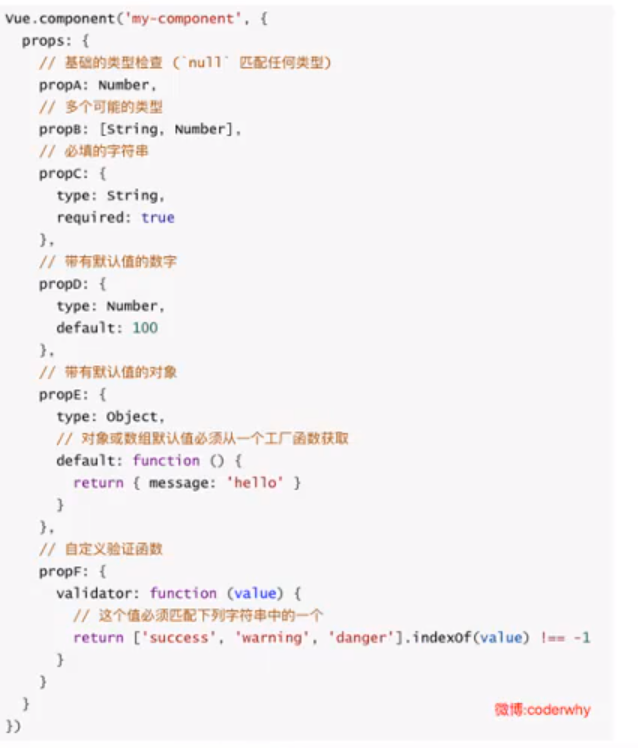 Vue.component('my-component', {
  props: {
    // 基础的类型检查 (`null` 匹配任何类型)
    propA: Number,
    // 多个可能的类型
    propB: [String, Number],
    // 必填的字符串
    propC: {
      type: String,
      required: true
    },
    // 带有默认值的数字
    propD: {
      type: Number,
      default: 100
    },
    // 带有默认值的对象
    propE: {
      type: Object,
      // 对象或数组默认值必须从一个工厂函数获取
      default: function () {
        return { message: 'hello' }
      }
    },
    // 自定义验证函数
    propF: {
      validator: function (value) {
        // 这个值必须匹配下列字符串中的一个
        return ['success', 'warning', 'danger'].indexOf(value) !== -1
      }
    }
  }
微博:coderwhy
})